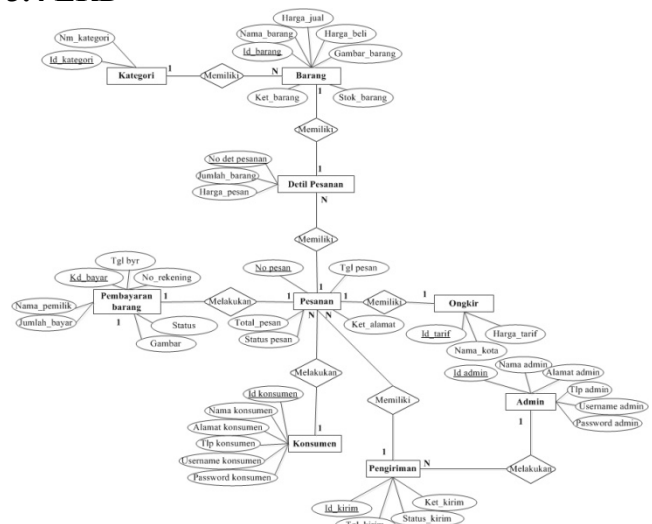 Harga_jual
Nama_barang
Harga_beli
Nm_kategori
Id_barang
Gambar_barang
Id_kategori
1
N
Kategori
Memiliki
Barang
Ket_barang
1
Stok_barang
Memiliki
No det pesanan
1
Jumlah_barang
Detil Pesanan
Harga_pesan
N
Memiliki
Tgl byr
No pesan
Tgl pesan
Kd_bayar
No_rekening
1
Nama_pemilik
Pembayaran
barang
1
Melakukan
1
Pesanan
1
Memiliki
1
Ongkir
Jumlah_bayar
1
Status
Total_pesan
N
N
Ket_alamat
Gambar
Status pesan
Id_tarif
Harga_tarif
Nama_kota
Nama admin
Melakukan
Id admin
Alamat admin
Id konsumen
Tlp admin
Nama konsumen
Memiliki
Admin
Username admin
Alamat konsumen
1
1
Password admin
Tlp konsumen
Konsumen
Username konsumen
1
Password konsumen
Pengiriman
N
Melakukan
Id_kirim
Ket_kirim
Status_kirim